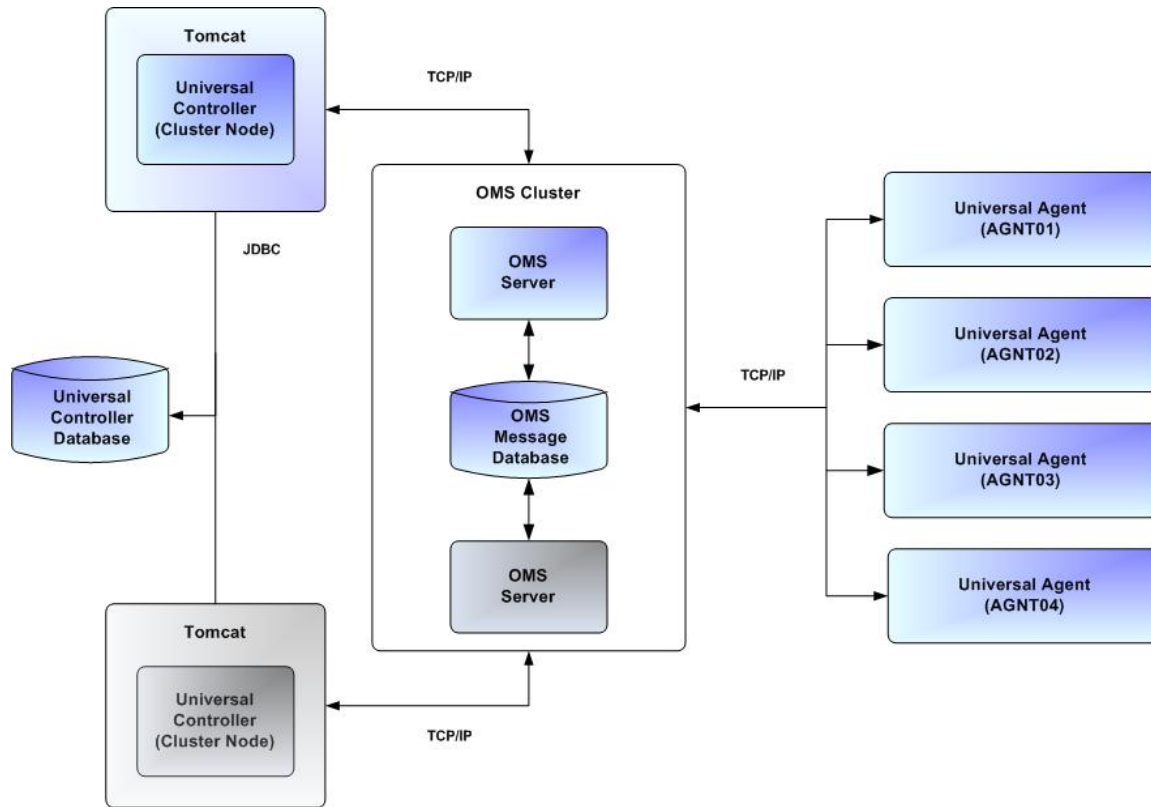 Tomcat
Universal
Controller
(Cluster Node)
TCP/IP
JDBC
Universal
Controller
Database
OMS Cluster
OMS
Server
OMS
Message
Database
OMS
Server
TCP/IP
Universal Agent
(AGNT01)
Universal Agent
(AGNT02)
Universal Agent
(AGNT03)
Universal Agent
(AGNT04)
Tomcat
Universal
Controller
(Cluster Node)
TCP/IP